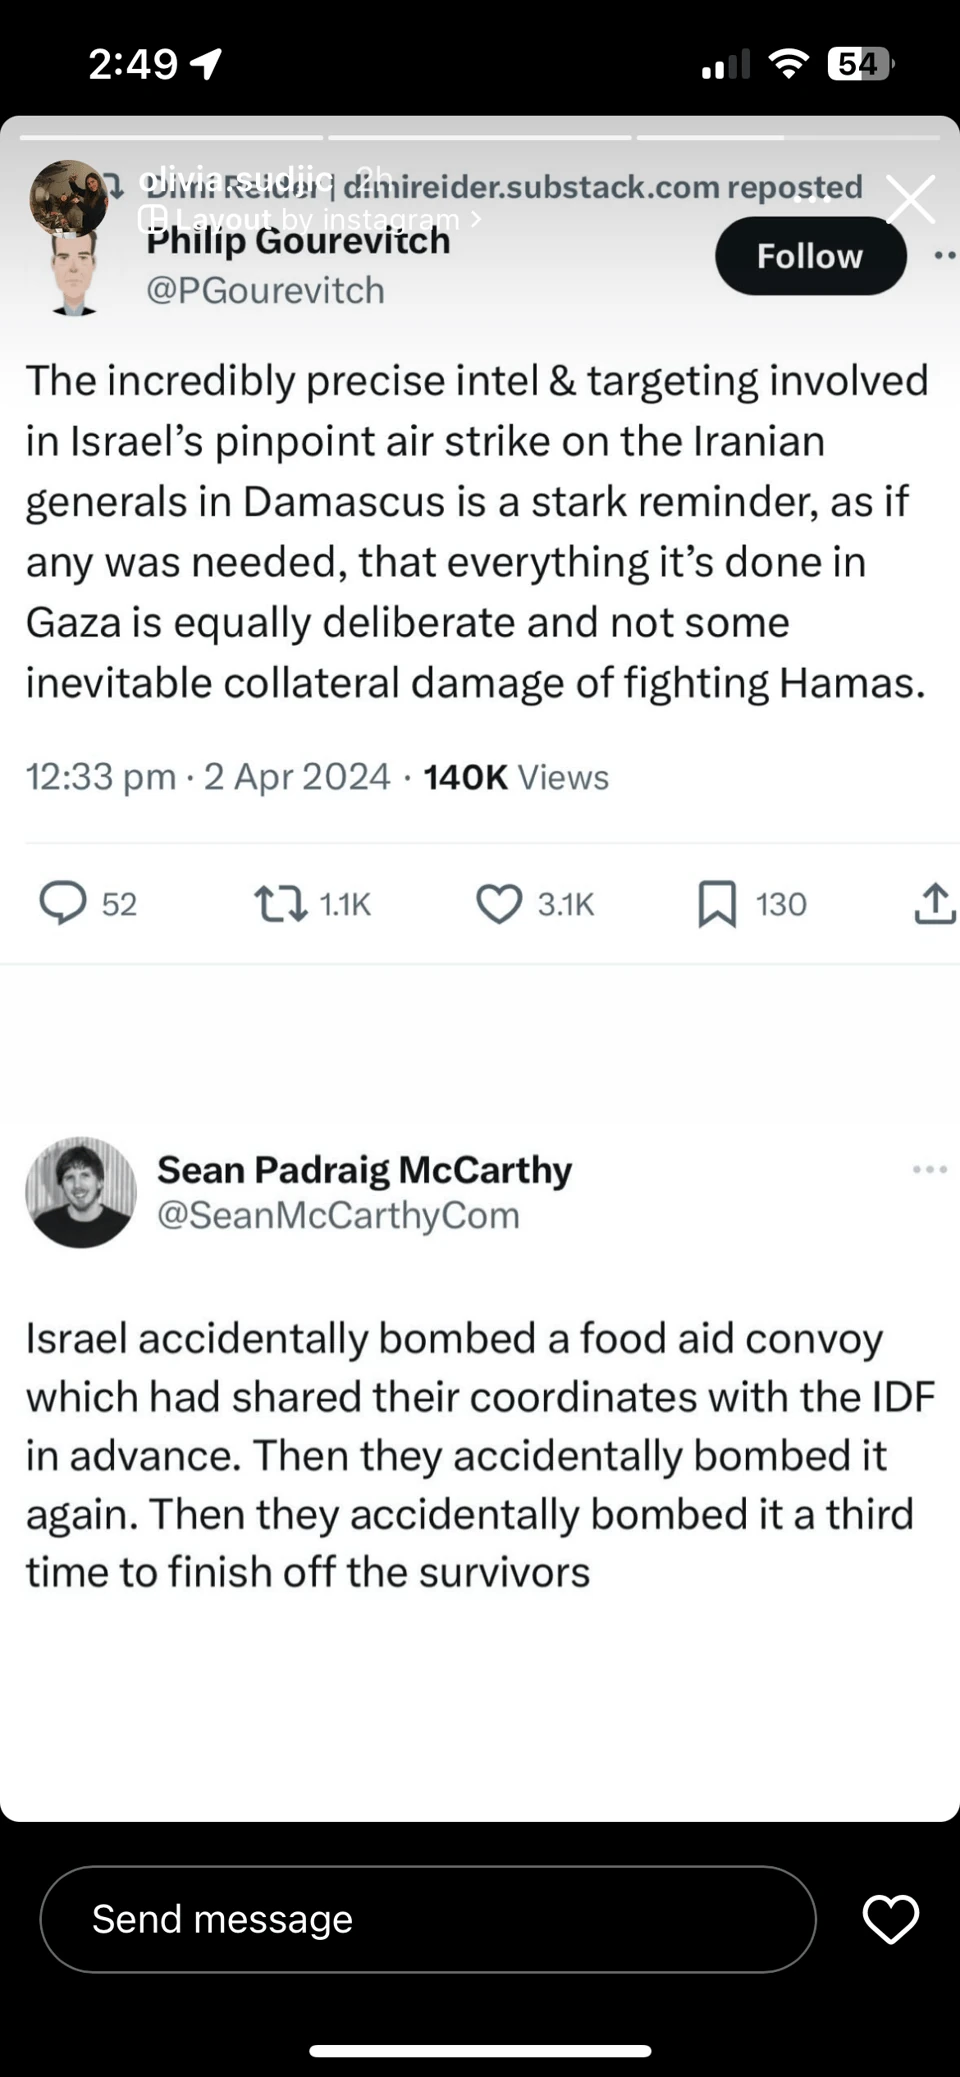 2:49
54
olivia.sudjic 2h
Dimi Reider | dimireider.substack.com reposted
Layout by instagram >
Philip Gourevitch
@PGourevitch
Follow
The incredibly precise intel & targeting involved
in Israel’s pinpoint air strike on the Iranian
generals in Damascus is a stark reminder, as if
any was needed, that everything it’s done in
Gaza is equally deliberate and not some
inevitable collateral damage of fighting Hamas.
12:33 pm · 2 Apr 2024 · 140K Views
52 1.1K 3.1K 130
Sean Padraig McCarthy
@SeanMcCarthyCom
Israel accidentally bombed a food aid convoy
which had shared their coordinates with the IDF
in advance. Then they accidentally bombed it
again. Then they accidentally bombed it a third
time to finish off the survivors
Send message